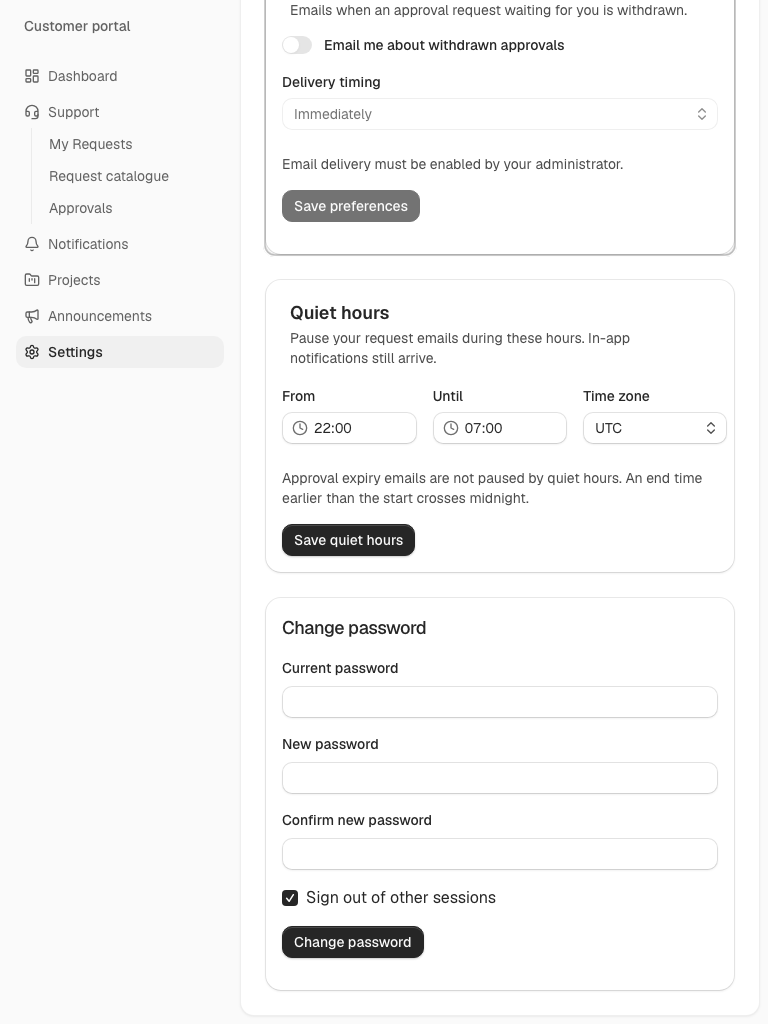 Customer portal
Dashboard
Support
My Requests
Request catalogue
Approvals
Notifications
Projects
Announcements
Settings
Emails when an approval request waiting for you is withdrawn.
Email me about withdrawn approvals
Delivery timing
Immediately
Email delivery must be enabled by your administrator.
Save preferences
Quiet hours
Pause your request emails during these hours. In-app
notifications still arrive.
From Until Time zone
22:00 07:00 UTC
Approval expiry emails are not paused by quiet hours. An end time
earlier than the start crosses midnight.
Save quiet hours
Change password
Current password
New password
Confirm new password
Sign out of other sessions
Change password